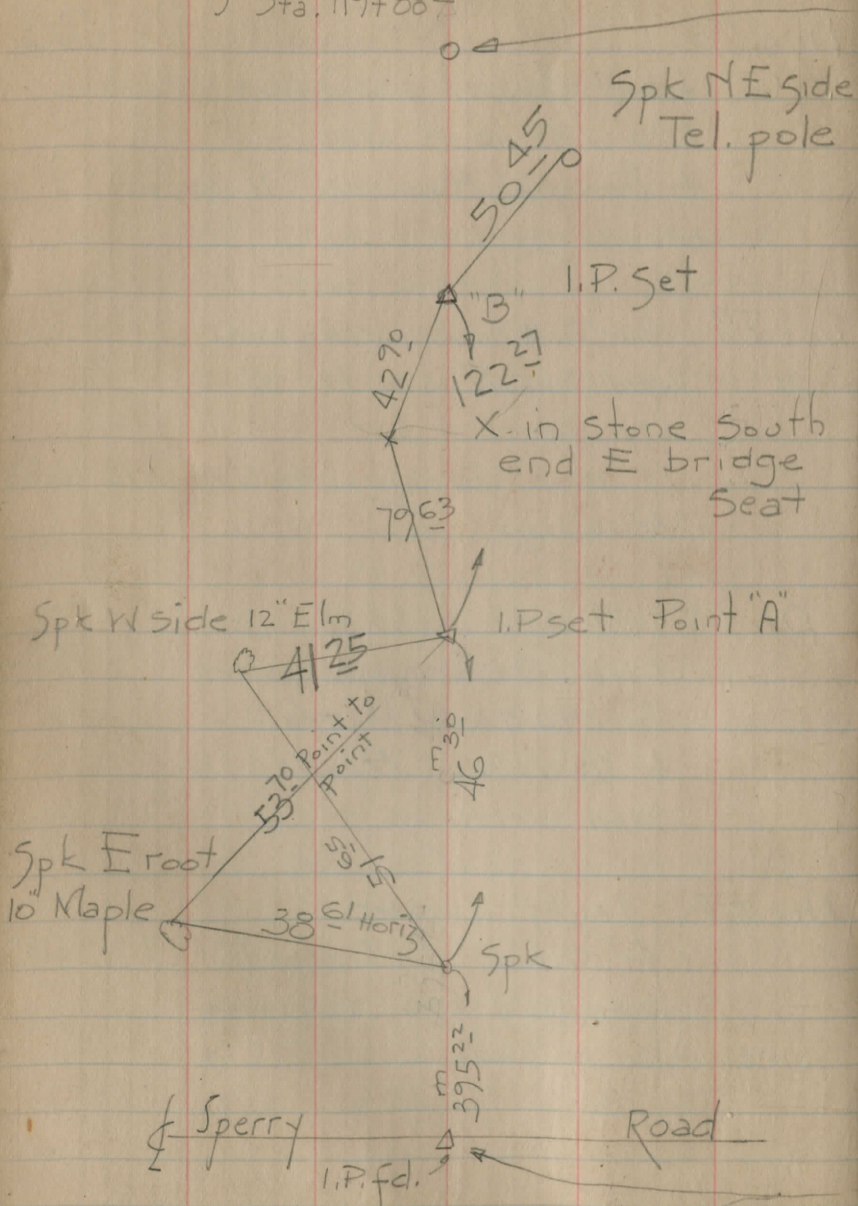 Sta. 117+00
Spk N E side
Tel. pole
50 45
I.P. Set
"B"
42 90
122 27
X in stone South
end E bridge
Seat
79 63
Spk W side 12" Elm
I.P set Point "A"
41 25
Point to
Point
53 70
46 30
Spk E root
10" Maple
38 61 Horiz
Spk
395 22
Sperry Road
I.P. fd.